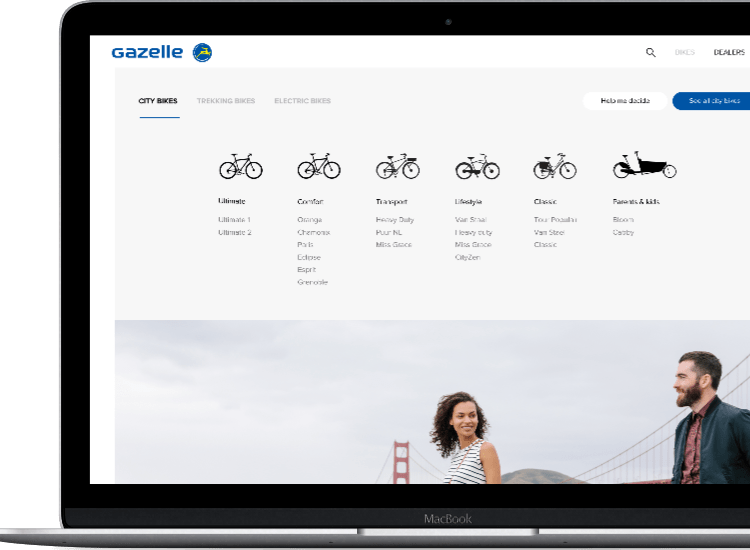 Gazelle
BIKES DEALERS
CITY BIKES TREKKING BIKES ELECTRIC BIKES
Help me decide See all city bikes
Ultimate
Ultimate 1
Ultimate 2
Comfort
Orange
Chamonix
Paris
Eclipse
Esprit
Grenoble
Transport
Heavy Duty
Puur NL
Miss Grace
Lifestyle
Van Stael
Heavy duty
Miss Grace
CityZen
Classic
Tour Populair
Van Stael
Classic
Parents & kids
Bloom
Cabby
MacBook